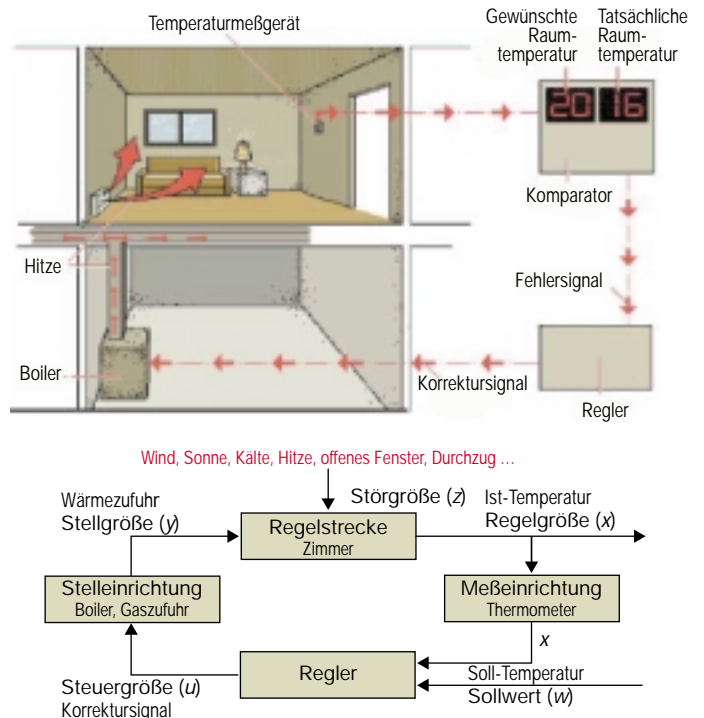 Temperaturmeßgerät
Gewünschte
Raum-
temperatur
Tatsächliche
Raum-
temperatur
20 16
Komparator
Hitze
Fehlersignal
Boiler
Korrektursignal
Regler
Wind, Sonne, Kälte, Hitze, offenes Fenster, Durchzug ...
Wärmezufuhr
Stellgröße (y)
Störgröße (z)
Ist-Temperatur
Regelgröße (x)
Regelstrecke
Zimmer
Stelleinrichtung
Boiler, Gaszufuhr
Meßeinrichtung
Thermometer
x
Regler
Soll-Temperatur
Sollwert (w)
Steuergröße (u)
Korrektursignal